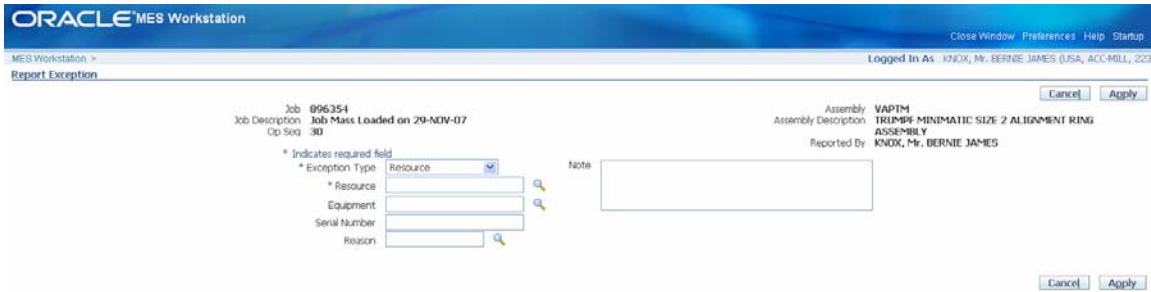 ORACLE MES Workstation
Close Window Preferences Help Startup
MES Workstation >
Logged In As KNOX, Mr. BERNIE JAMES (USA, ACC-MILL, 223
Report Exception
Cancel Apply
Job 896354
Job Description Job Mass Loaded on 29-NOV-07
Op Seq 30
Assembly VAPTM
Assembly Description TRUMPF MINIMATIC SIZE 2 ALIGNMENT RING
ASSEMBLY
Reported By KNOX, Mr. BERNIE JAMES
* Indicates required field
* Exception Type Resource
Note
* Resource
Equipment
Serial Number
Reason
Cancel Apply